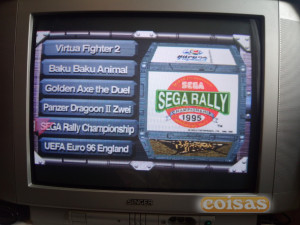 Virtua Fighter 2
Baku Baku Animal
Golden Axe the Duel
Panzer Dragoon II Zwei
SEGA Rally Championship
UEFA Euro 96 England
SEGA
SEGA RALLY
CHAMPIONSHIP
1995
coisas